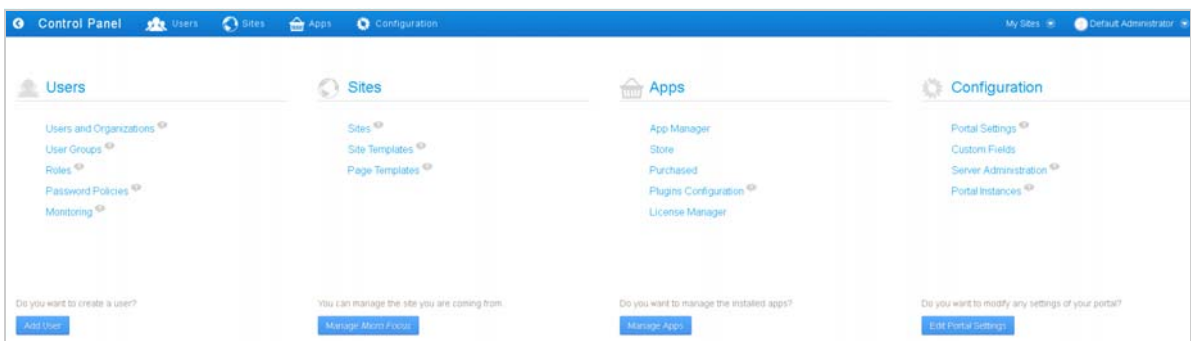 Control Panel Users Sites Apps Configuration My Sites Default Administrator
Users
Users and Organizations
User Groups
Roles
Password Policies
Monitoring
Do you want to create a user?
Add User
Sites
Sites
Site Templates
Page Templates
You can manage the site you are coming from.
Manage Micro Focus
Apps
App Manager
Store
Purchased
Plugins Configuration
License Manager
Do you want to manage the installed apps?
Manage Apps
Configuration
Portal Settings
Custom Fields
Server Administration
Portal Instances
Do you want to modify any settings of your portal?
Edit Portal Settings